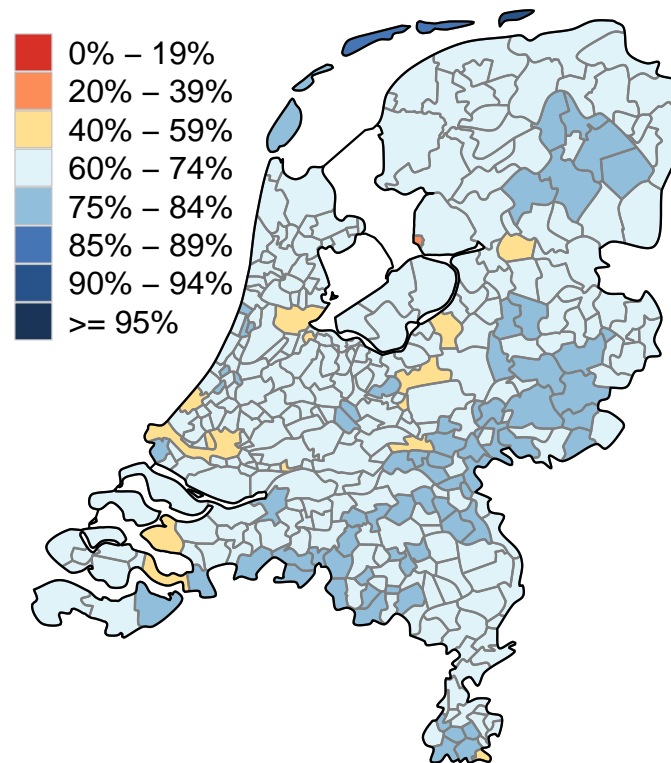 0% – 19%
20% – 39%
40% – 59%
60% – 74%
75% – 84%
85% – 89%
90% – 94%
>= 95%